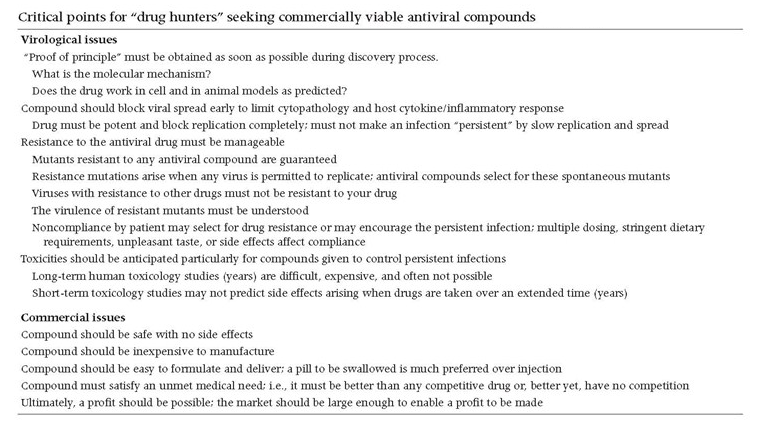 Critical points for “drug hunters” seeking commercially viable antiviral compounds
Virological issues
“Proof of principle” must be obtained as soon as possible during discovery process.
What is the molecular mechanism?
Does the drug work in cell and in animal models as predicted?
Compound should block viral spread early to limit cytopathology and host cytokine/inflammatory response
Drug must be potent and block replication completely; must not make an infection “persistent” by slow replication and spread
Resistance to the antiviral drug must be manageable
Mutants resistant to any antiviral compound are guaranteed
Resistance mutations arise when any virus is permitted to replicate; antiviral compounds select for these spontaneous mutants
Viruses with resistance to other drugs must not be resistant to your drug
The virulence of resistant mutants must be understood
Noncompliance by patient may select for drug resistance or may encourage the persistent infection; multiple dosing, stringent dietary
requirements, unpleasant taste, or side effects affect compliance
Toxicities should be anticipated particularly for compounds given to control persistent infections
Long-term human toxicology studies (years) are difficult, expensive, and often not possible
Short-term toxicology studies may not predict side effects arising when drugs are taken over an extended time (years)
Commercial issues
Compound should be safe with no side effects
Compound should be inexpensive to manufacture
Compound should be easy to formulate and deliver; a pill to be swallowed is much preferred over injection
Compound must satisfy an unmet medical need; i.e., it must be better than any competitive drug or, better yet, have no competition
Ultimately, a profit should be possible; the market should be large enough to enable a profit to be made